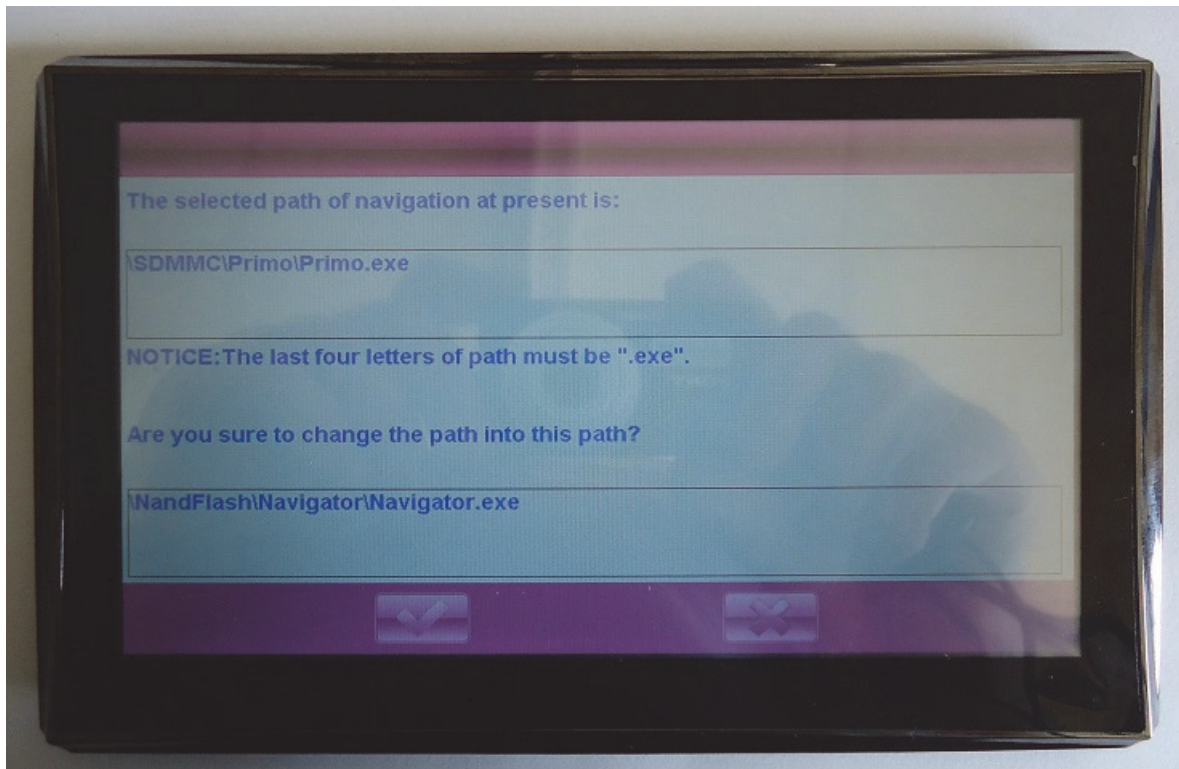 The selected path of navigation at present is:
\SDMMC\Primo\Primo.exe
NOTICE:The last four letters of path must be ".exe".
Are you sure to change the path into this path?
\NandFlash\Navigator\Navigator.exe